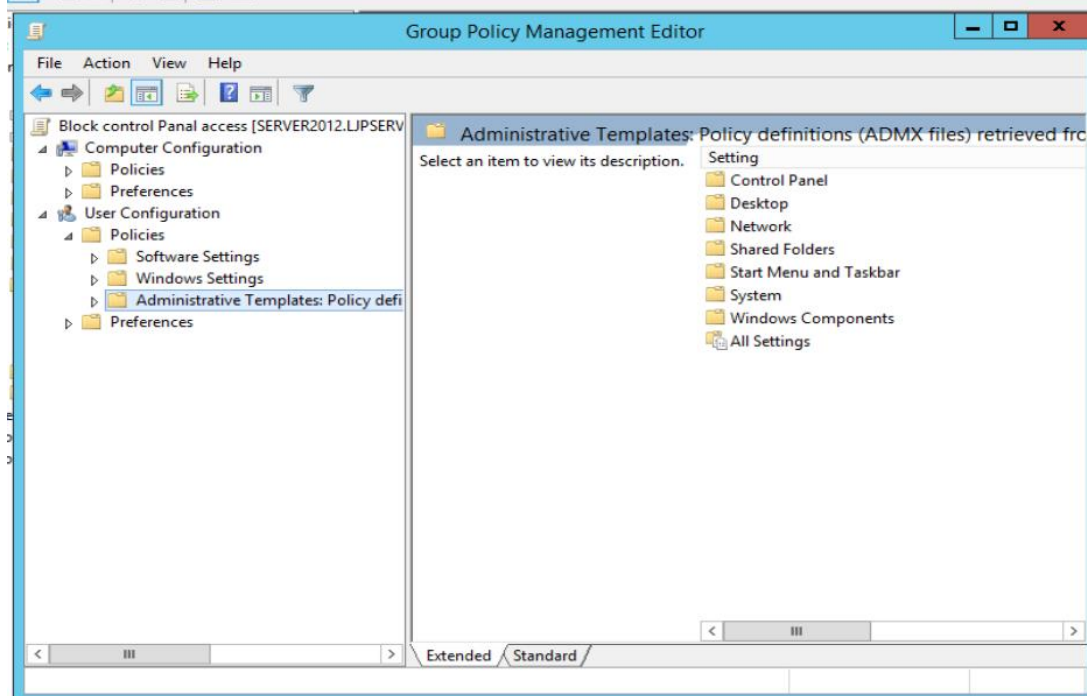 Group Policy Management Editor
File Action View Help
Block control Panal access [SERVER2012.LJPSERV
Computer Configuration
Policies
Preferences
User Configuration
Policies
Software Settings
Windows Settings
Administrative Templates: Policy defi
Preferences
Administrative Templates: Policy definitions (ADMX files) retrieved frc
Select an item to view its description.
Setting
Control Panel
Desktop
Network
Shared Folders
Start Menu and Taskbar
System
Windows Components
All Settings
Extended Standard